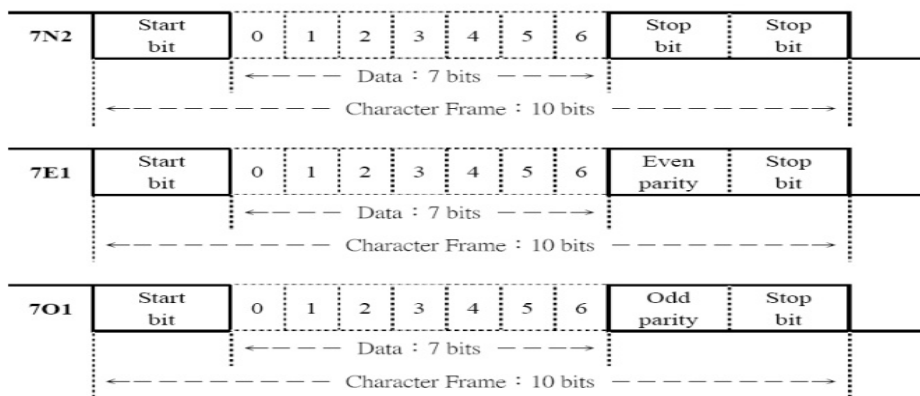 7N2 Start bit 0 1 2 3 4 5 6 Stop bit Stop bit
Data : 7 bits
Character Frame : 10 bits
7E1 Start bit 0 1 2 3 4 5 6 Even parity Stop bit
Data : 7 bits
Character Frame : 10 bits
7O1 Start bit 0 1 2 3 4 5 6 Odd parity Stop bit
Data : 7 bits
Character Frame : 10 bits